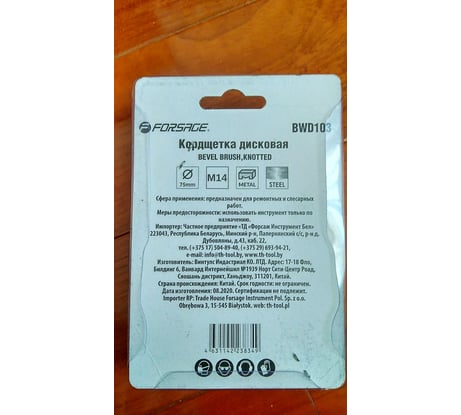 FORSAGE
BWD103
Кордщетка дисковая
BEVEL BRUSH,KNOTTED
75mm
M14
METAL
STEEL
Сфера применения: предназначен для ремонтных и слесарных
работ.
Меры предосторожности: использовать инструмент только по
назначению.
Импортер: Частное предприятие «ТД «Форсаж Инструмент Бел»
223043, Республика Беларусь, Минский р-н, Папернянский с/с, р-н д.
Дубовляны, д.43, каб. 22,
тел. (+375 17) 504-89-40, (+375 29) 693-94-21,
e-mail: info@th-tool.by www.th-tool.by
Изготовитель: Винтулс Индастриал КО. ЛТД. Адрес: 17-18 Фло,
Билдинг 6, Ванвард Интернейшнл №1939 Норт Сити Центр Роад,
Сяошань дистрикт, Ханджоу, 311201, Китай.
Страна происхождения: Китай. Срок годности: не ограничен.
Дата изготовления: 08.2020. Сертификации не подлежит.
Importer RP: Trade House Forsage Instrument Pol. Sp. z o.o.
Obrębowa 3, 15-545 Białystok. web: th-tool.pl
4631142238349